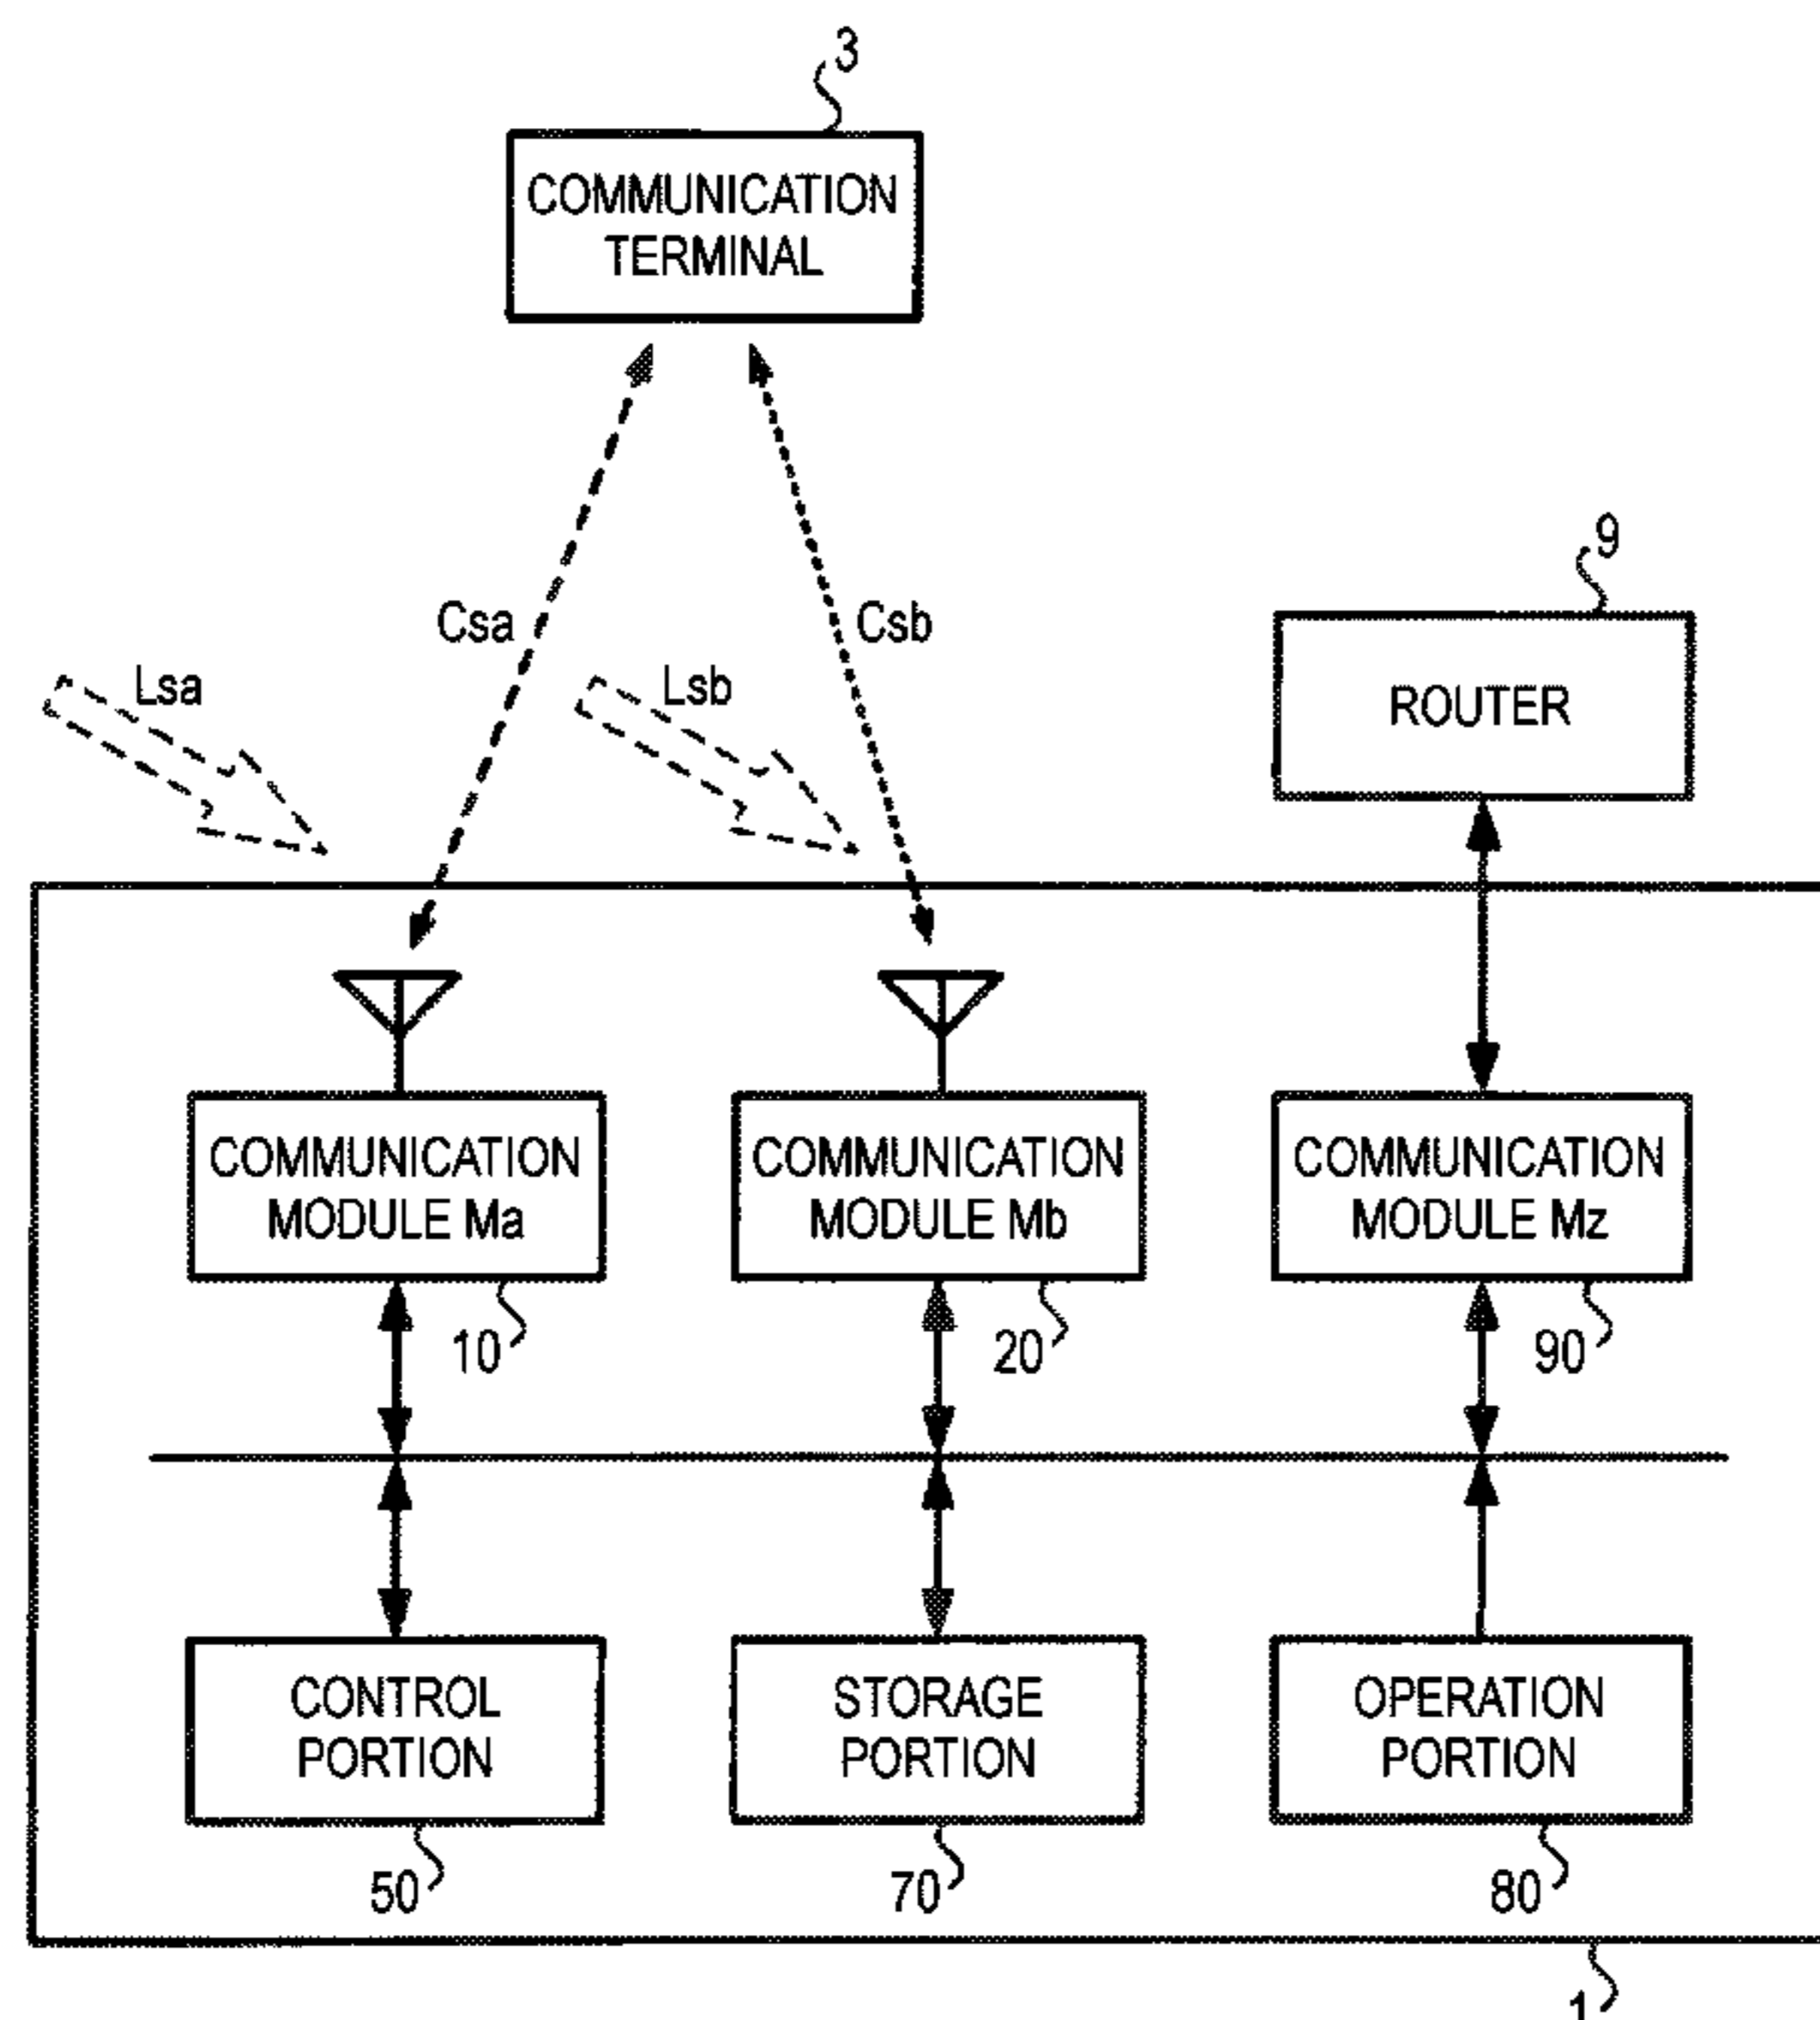 3
COMMUNICATION
TERMINAL
9
Csa
Csb
Lsa
Lsb
ROUTER
COMMUNICATION
MODULE Ma
COMMUNICATION
MODULE Mb
COMMUNICATION
MODULE Mz
10
20
90
CONTROL
PORTION
STORAGE
PORTION
OPERATION
PORTION
50
70
80
1